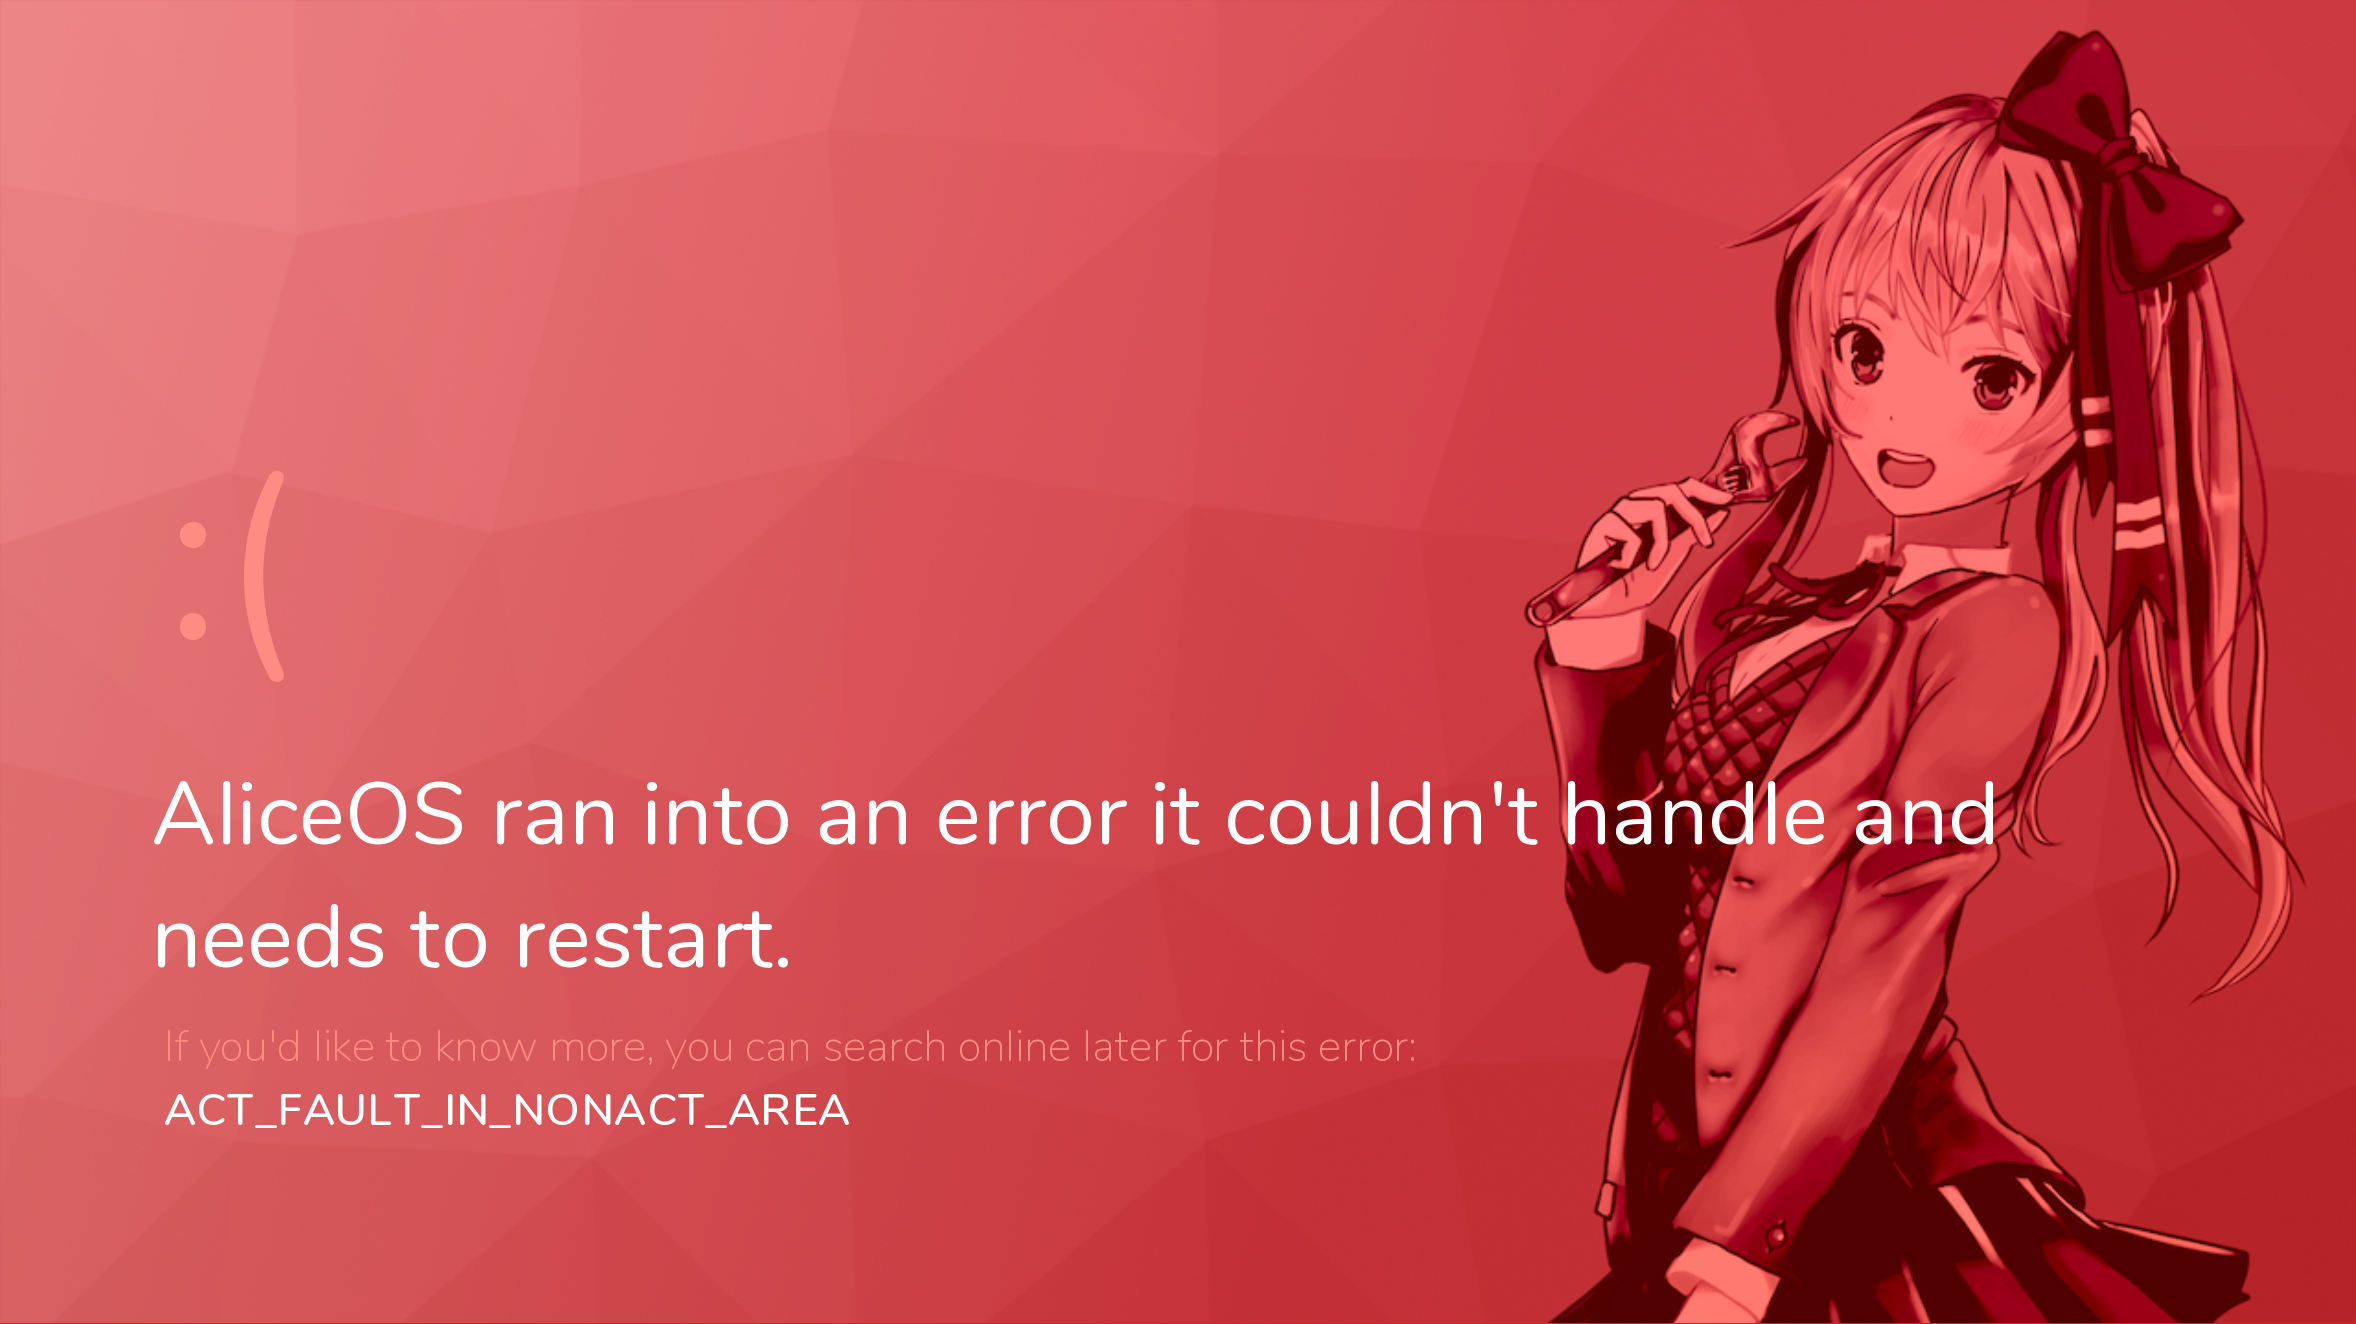 :(
AliceOS ran into an error it couldn't handle and
needs to restart.
If you'd like to know more, you can search online later for this error:
ACT_FAULT_IN_NONACT_AREA